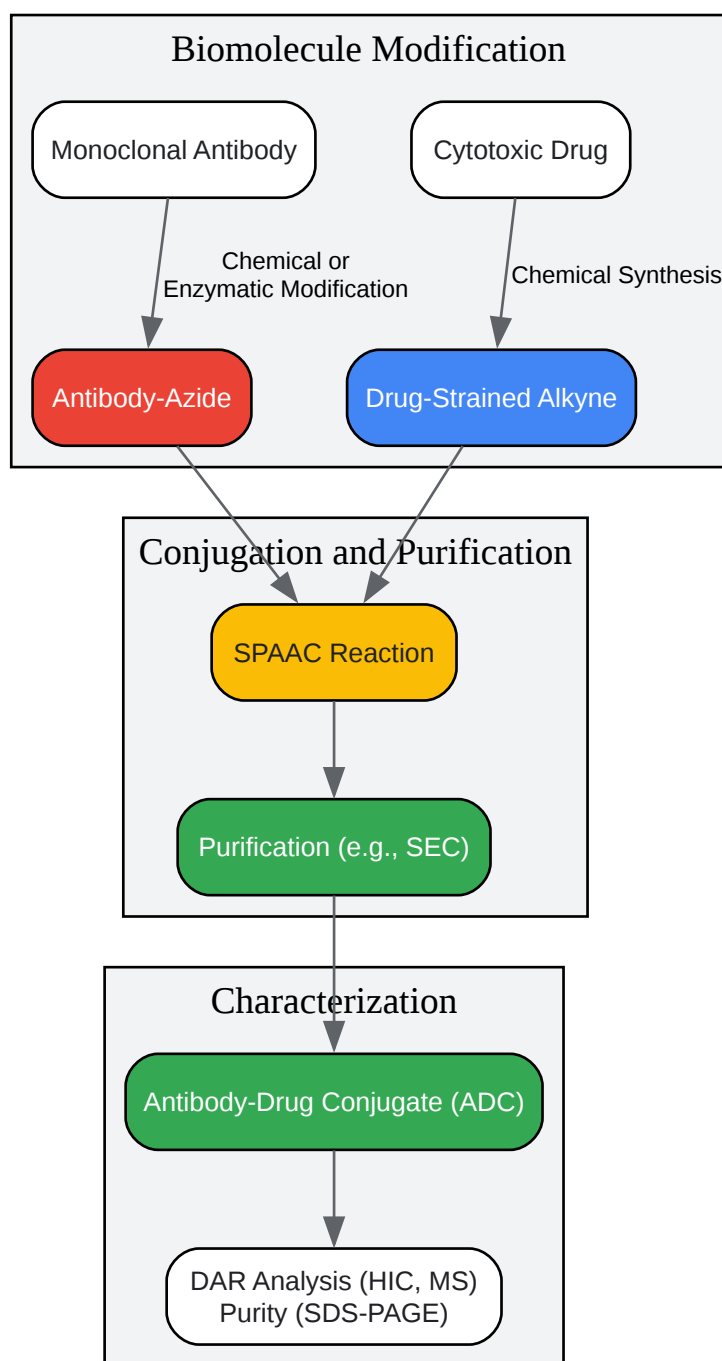 Biomolecule Modification
Monoclonal Antibody
Cytotoxic Drug
Chemical or
Enzymatic Modification
Chemical Synthesis
Antibody-Azide
Drug-Strained Alkyne
Conjugation and Purification
SPAAC Reaction
Purification (e.g., SEC)
Characterization
Antibody-Drug Conjugate (ADC)
DAR Analysis (HIC, MS)
Purity (SDS-PAGE)